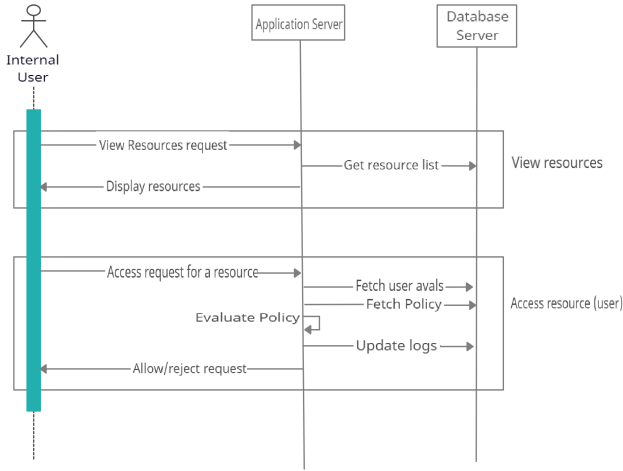 Internal
User
Application Server
Database
Server
View Resources request
Get resource list
Display resources
View resources
Access request for a resource
Fetch user avals
Fetch Policy
Evaluate Policy
Update logs
Allow/reject request
Access resource (user)